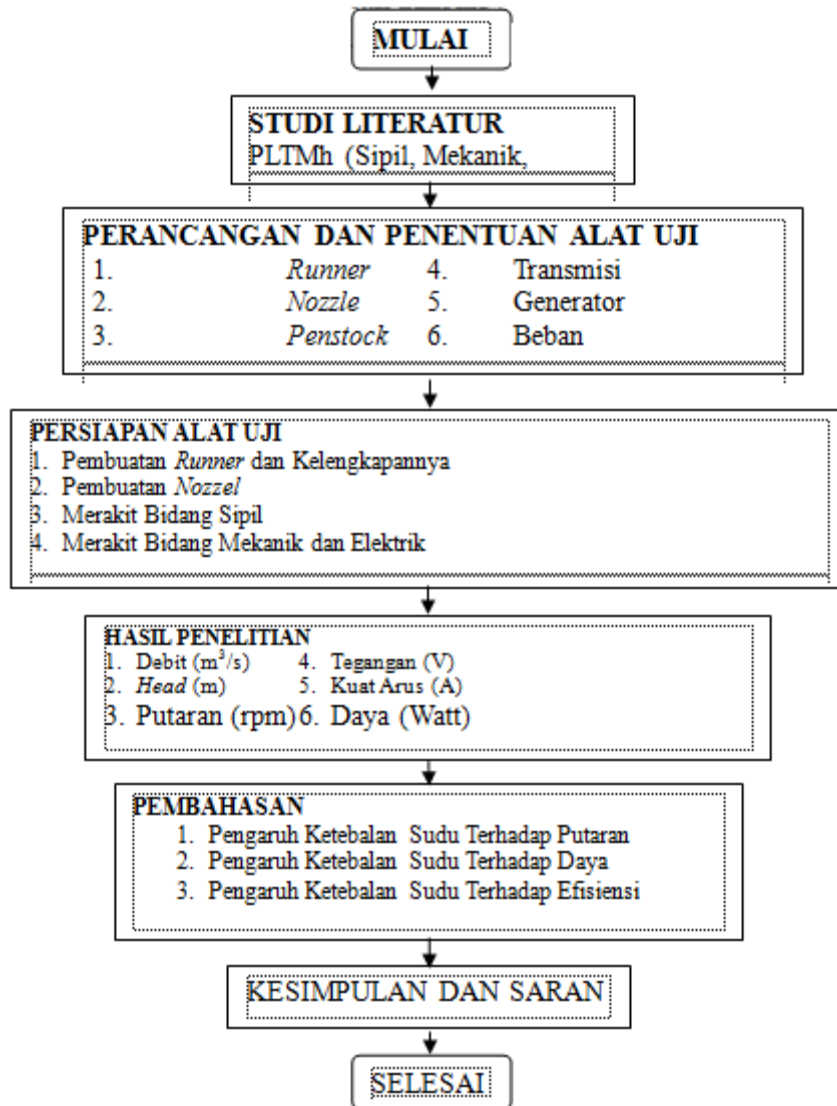 MULAI
STUDI LITERATUR
PLTMh (Sipil, Mekanik,
PERANCANGAN DAN PENENTUAN ALAT UJI
1. Runner 4. Transmisi
2. Nozzle 5. Generator
3. Penstock 6. Beban
PERSIAPAN ALAT UJI
1. Pembuatan Runner dan Kelengkapannya
2. Pembuatan Nozzel
3. Merakit Bidang Sipil
4. Merakit Bidang Mekanik dan Elektrik
HASIL PENELITIAN
1. Debit (m³/s) 4. Tegangan (V)
2. Head (m) 5. Kuat Arus (A)
3. Putaran (rpm) 6. Daya (Watt)
PEMBAHASAN
1. Pengaruh Ketebalan Sudu Terhadap Putaran
2. Pengaruh Ketebalan Sudu Terhadap Daya
3. Pengaruh Ketebalan Sudu Terhadap Efisiensi
KESIMPULAN DAN SARAN
SELESAI